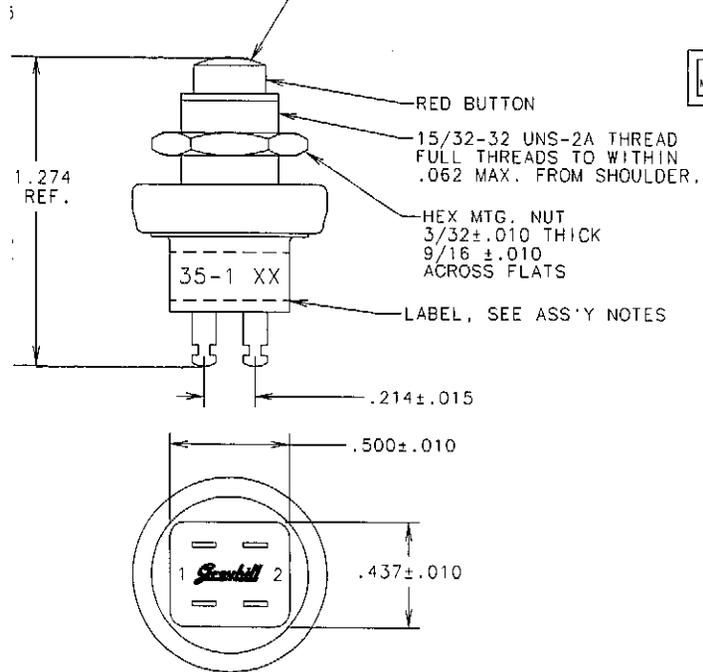 RED BUTTON
15/32-32 UNS-2A THREAD
FULL THREADS TO WITHIN
.062 MAX. FROM SHOULDER.
1.274
REF.
HEX MTG. NUT
3/32±.010 THICK
9/16 ±.010
ACROSS FLATS
35-1 XX
LABEL, SEE ASS'Y NOTES
.214±.015
.500±.010
1 Grayhill 2
.437±.010